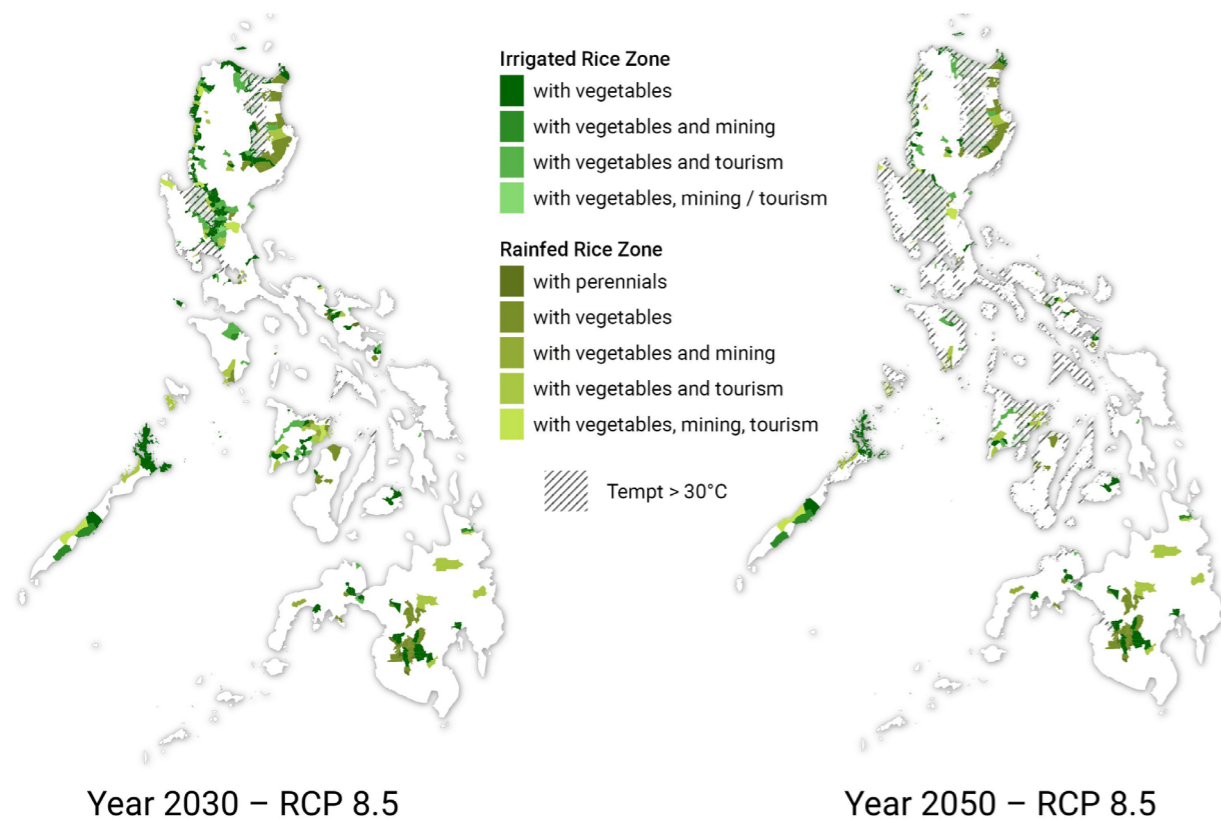 Irrigated Rice Zone
with vegetables
with vegetables and mining
with vegetables and tourism
with vegetables, mining / tourism
Rainfed Rice Zone
with perennials
with vegetables
with vegetables and mining
with vegetables and tourism
with vegetables, mining, tourism
Tempt > 30°C
Year 2030 – RCP 8.5
Year 2050 – RCP 8.5